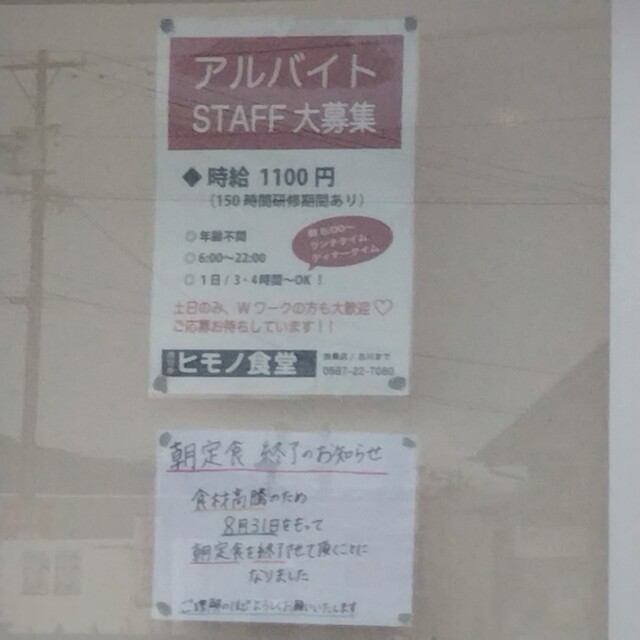 アルバイト
STAFF 大募集
◆ 時給 1100 円
（150 時間研修期間あり）
◎ 年齢不問
◎ 6:00～22:00
◎ 1日 / 3・4時間～OK！
ランチタイム、
ディナータイム
土日のみ、W ワークの方も大歓迎♡
ご応募お待ちしています！！
ヒモノ食堂
0587-22-7080
朝定食 終了のお知らせ
食材高騰のため
8月31日をもって
朝定食を終了させて頂くことに
なりました
ご理解のほどよろしくお願いいたします